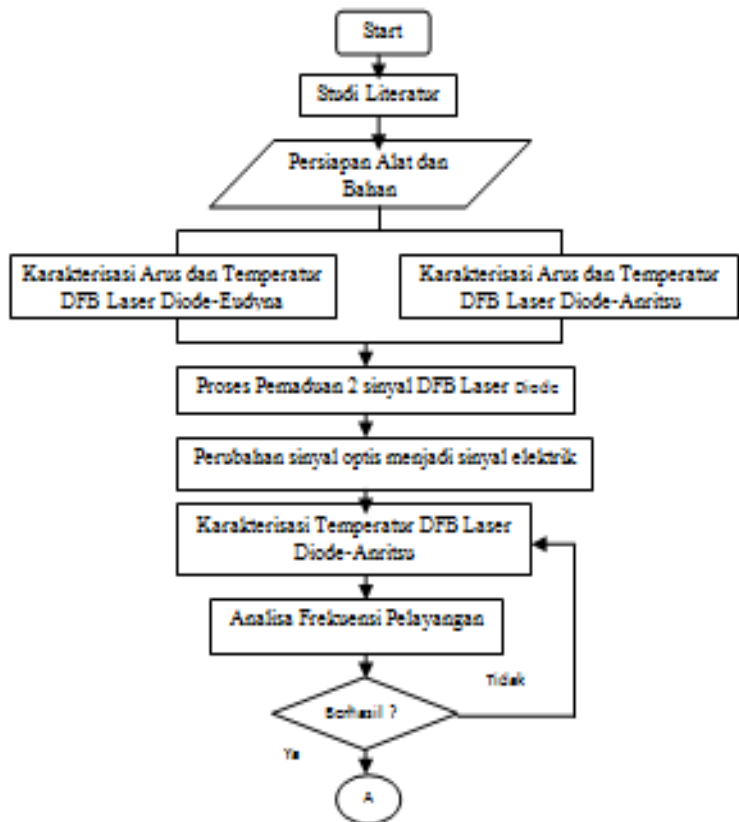 Start
Studi Literatur
Persiapan Alat dan
Bahan
Karakterisasi Arus dan Temperatur
DFB Laser Diode-Eudyna
Karakterisasi Arus dan Temperatur
DFB Laser Diode-Anritsu
Proses Pemaduan 2 sinyal DFB Laser Diode
Perubahan sinyal optis menjadi sinyal elektrik
Karakterisasi Temperatur DFB Laser
Diode-Anritsu
Analisa Frekuensi Pelayangan
Tidak
Berhasil ?
Ya
A